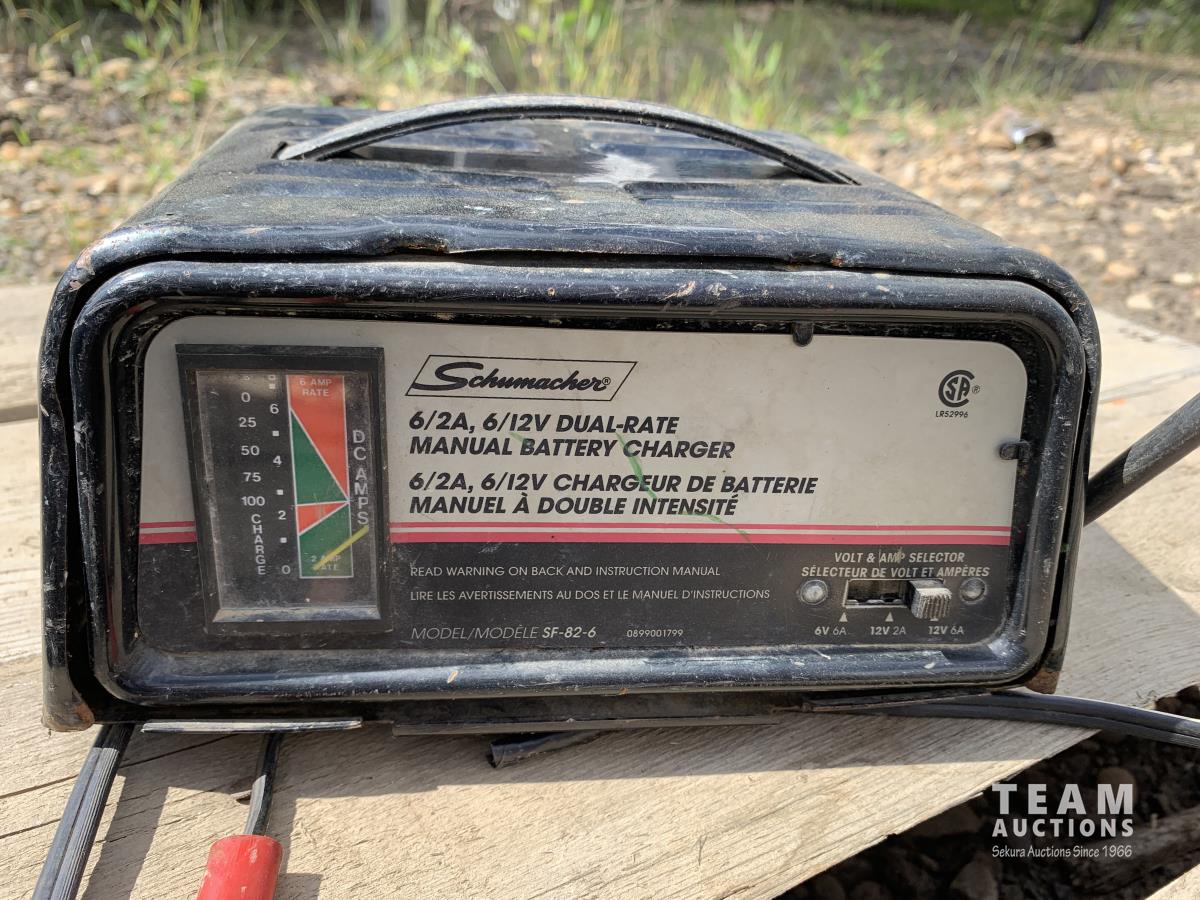 Schumacher®
6/2A, 6/12V DUAL-RATE
MANUAL BATTERY CHARGER
6/2A, 6/12V CHARGEUR DE BATTERIE
MANUEL À DOUBLE INTENSITÉ
READ WARNING ON BACK AND INSTRUCTION MANUAL
LIRE LES AVERTISSEMENTS AU DOS ET LE MANUEL D'INSTRUCTIONS
MODEL/MODÈLE SF-82-6 0899001799
6 AMP
RATE
0 6
25
50 4
75
100 2
0
CHARGE
DC AMPS
2 AMP
RATE
SA ®
LR52996
VOLT & AMP SELECTOR
SÉLECTEUR DE VOLT ET AMPÈRES
6V 6A 12V 2A 12V 6A
TEAM
AUCTIONS
Sekura Auctions Since 1966